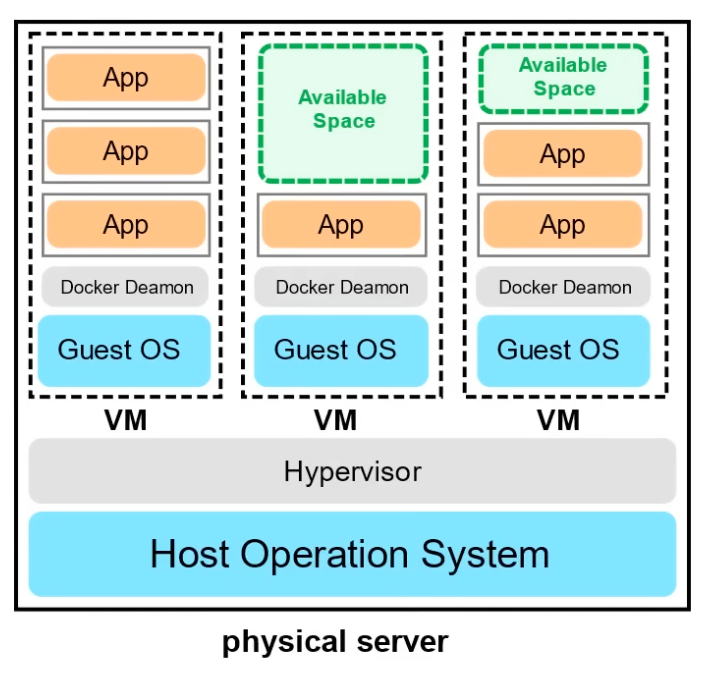 App
App
App
Docker Deamon
Guest OS
VM
Available
Space
App
Docker Deamon
Guest OS
VM
Available
Space
App
App
Docker Deamon
Guest OS
VM
Hypervisor
Host Operation System
physical server